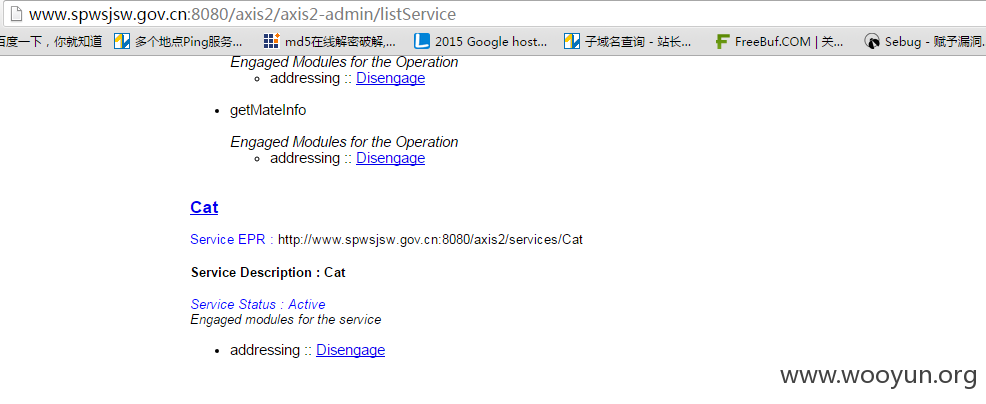 www.spwsjsw.gov.cn:8080/axis2/axis2-admin/listService
百度一下，你就知道 多个地点Ping服务... md5在线解密破解,... 2015 Google host... 子域名查询 - 站长... FreeBuf.COM | 关... Sebug - 赋予漏洞.
Engaged Modules for the Operation
addressing :: Disengage
getMateInfo
Engaged Modules for the Operation
addressing :: Disengage
Cat
Service EPR : http://www.spwsjsw.gov.cn:8080/axis2/services/Cat
Service Description : Cat
Service Status : Active
Engaged modules for the service
addressing :: Disengage
www.wooyun.org